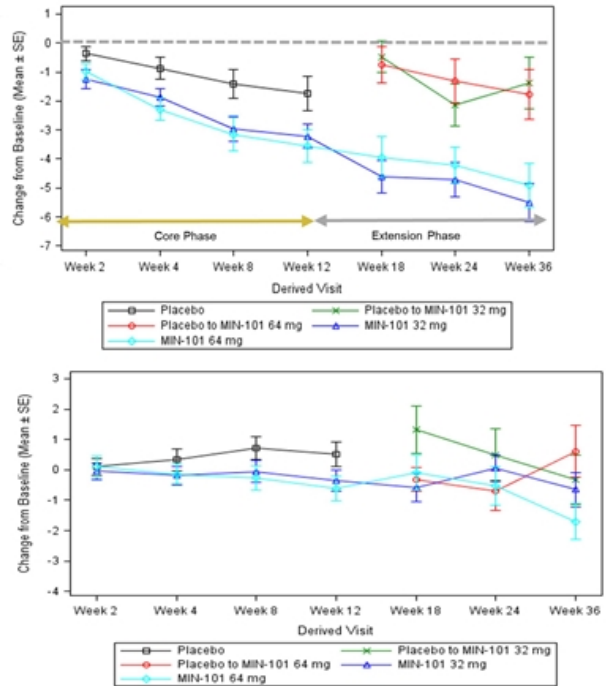 Change from Baseline (Mean ± SE)
1
0
-1
-2
-3
-4
-5
-6
-7
Core Phase Extension Phase
Week 2 Week 4 Week 8 Week 12 Week 18 Week 24 Week 36
Derived Visit
Placebo Placebo to MIN-101 32 mg
Placebo to MIN-101 64 mg MIN-101 32 mg
MIN-101 64 mg
Change from Baseline (Mean ± SE)
3
2
1
0
-1
-2
-3
-4
Week 2 Week 4 Week 8 Week 12 Week 18 Week 24 Week 36
Derived Visit
Placebo Placebo to MIN-101 32 mg
Placebo to MIN-101 64 mg MIN-101 32 mg
MIN-101 64 mg